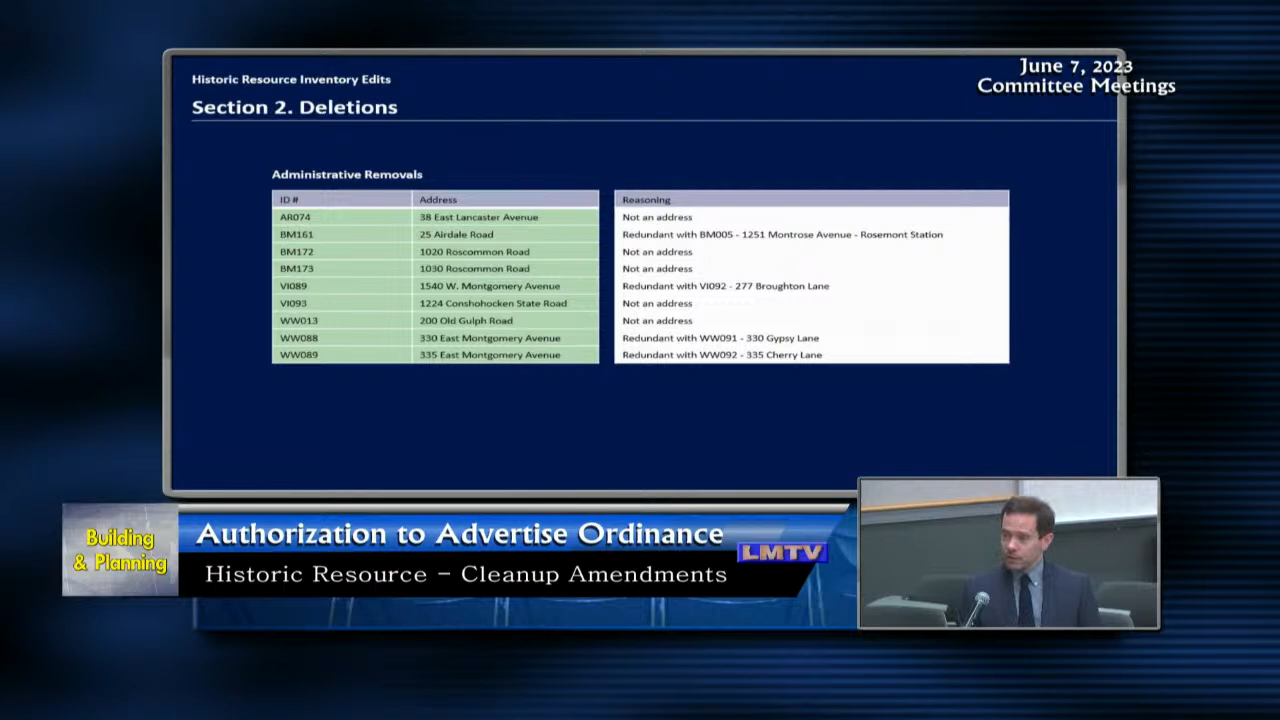 June 7, 2023
Committee Meetings
Historic Resource Inventory Edits
Section 2. Deletions
Administrative Removals
ID # Address Reasoning
AR074 38 East Lancaster Avenue Not an address
BM161 25 Airdale Road Redundant with BM005 - 1251 Montrose Avenue - Rosemont Station
BM172 1020 Roscommon Road Not an address
BM173 1030 Roscommon Road Not an address
VI089 1540 W. Montgomery Avenue Redundant with VI092 - 277 Broughton Lane
VI093 1224 Conshohocken State Road Not an address
WW013 200 Old Gulph Road Not an address
WW088 330 East Montgomery Avenue Redundant with WW091 - 330 Gypsy Lane
WW089 335 East Montgomery Avenue Redundant with WW092 - 335 Cherry Lane
Building
& Planning
Authorization to Advertise Ordinance
LMTV
Historic Resource – Cleanup Amendments